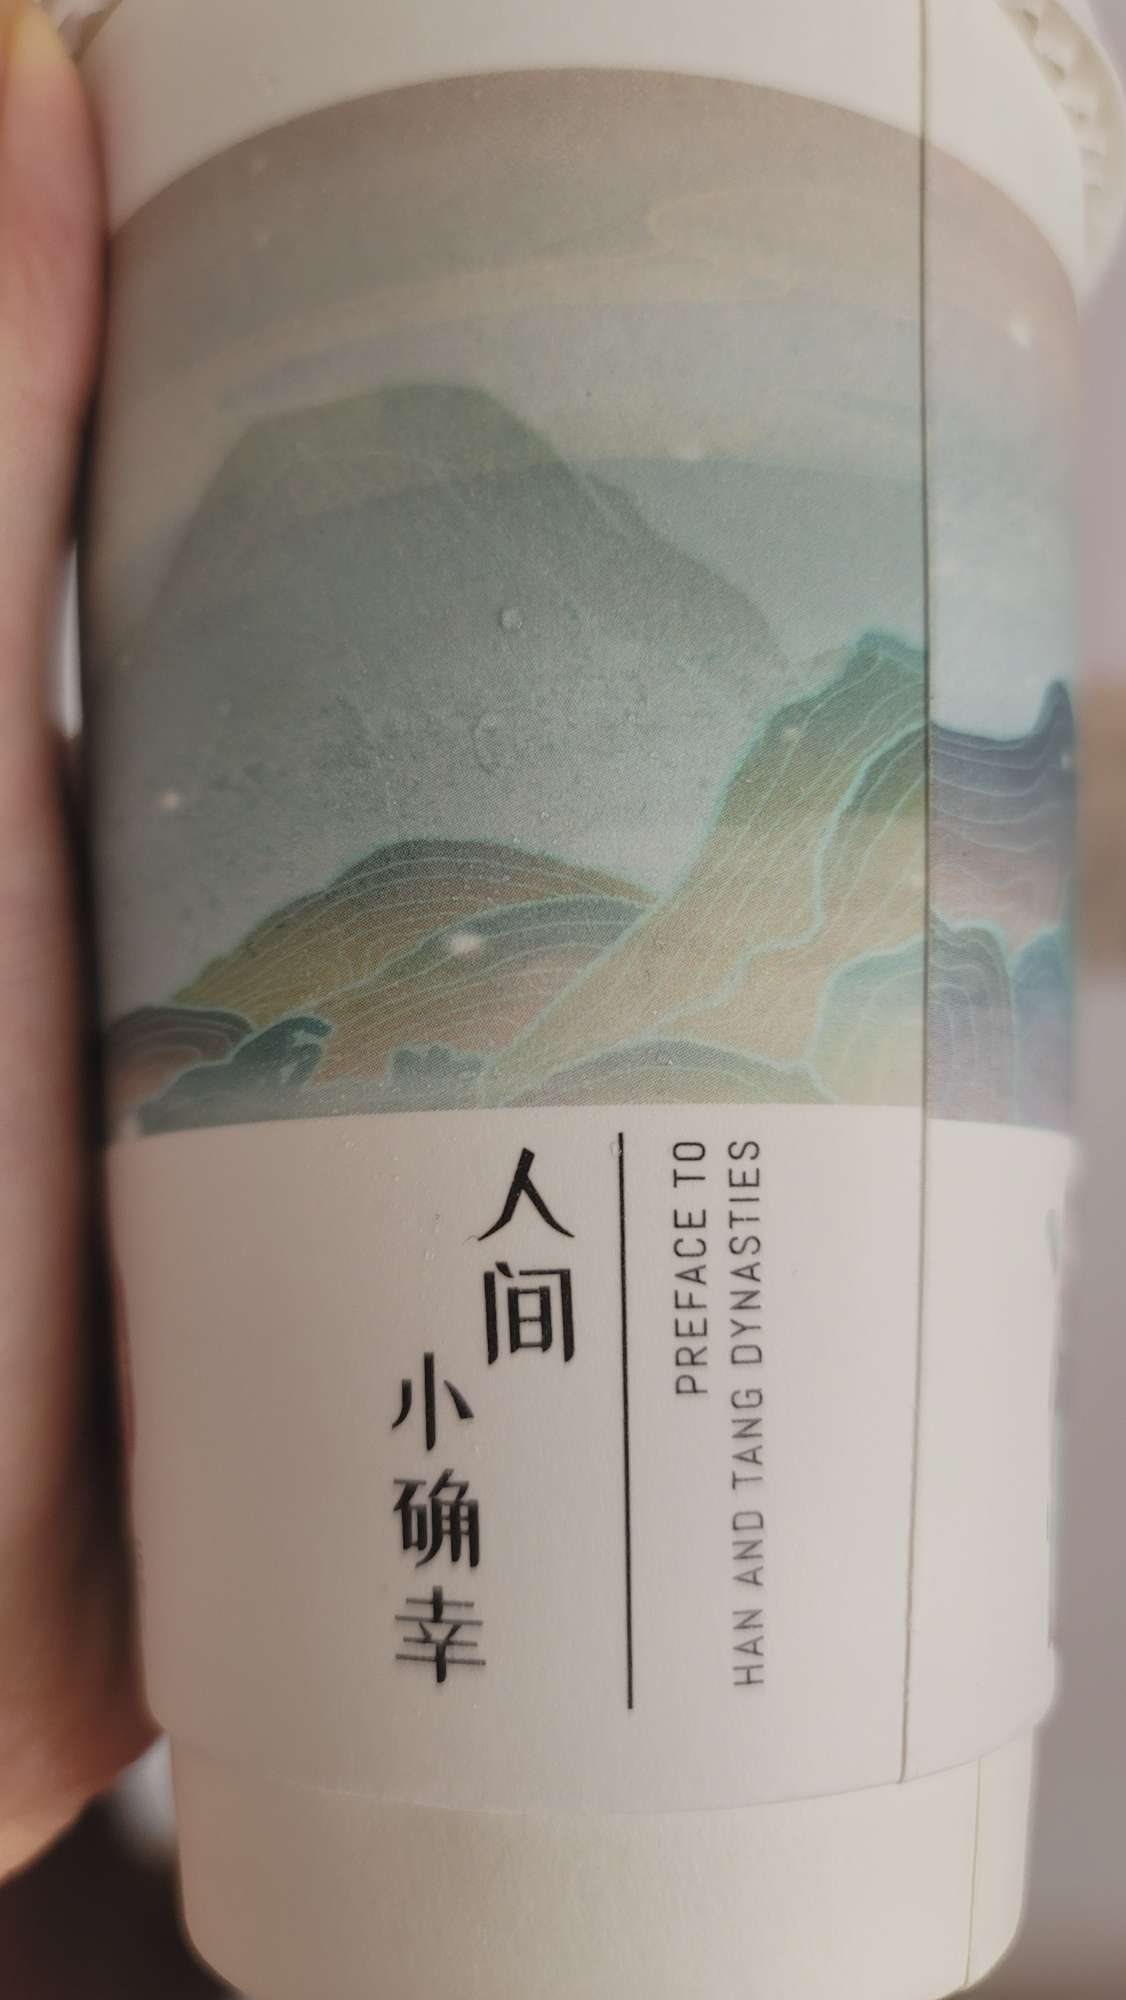 人间
小确幸
PREFACE TO
HAN AND TANG DYNASTIES